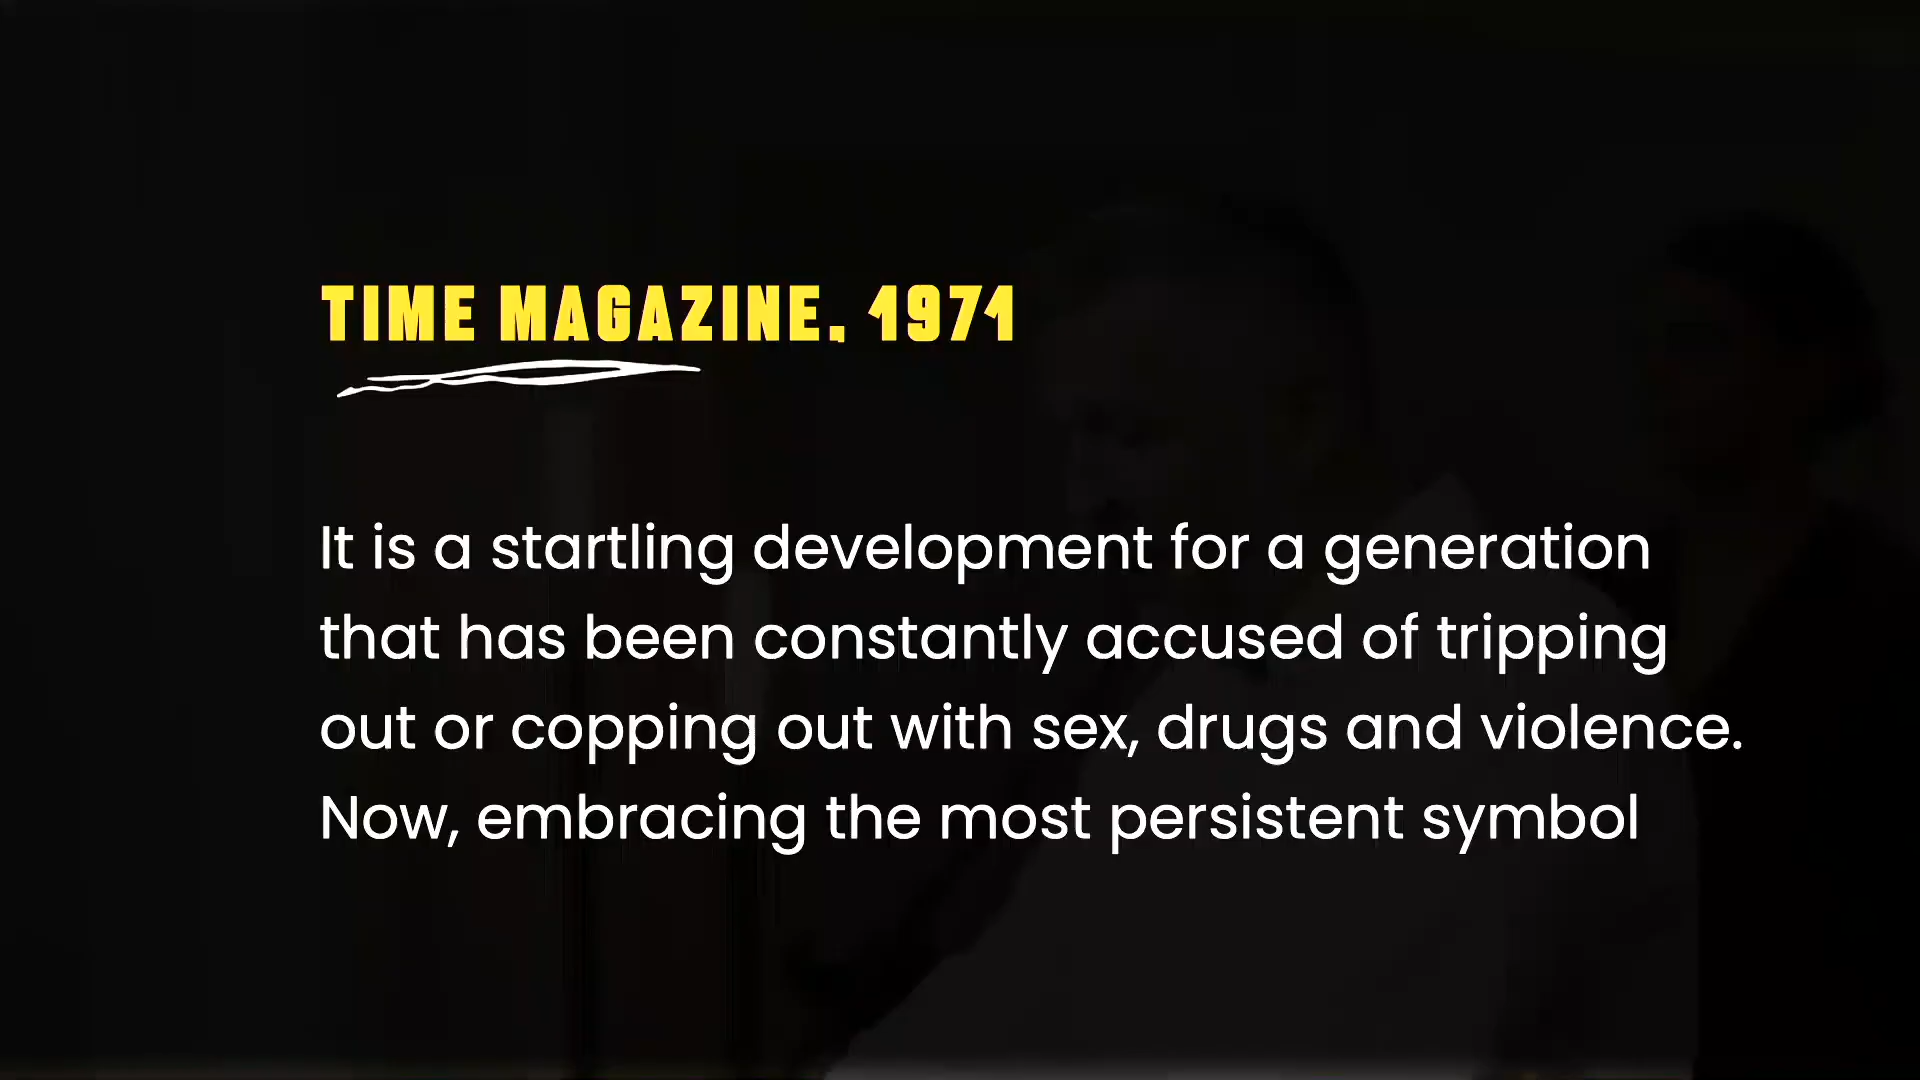 TIME MAGAZINE, 1971
It is a startling development for a generation
that has been constantly accused of tripping
out or copping out with sex, drugs and violence.
Now, embracing the most persistent symbol